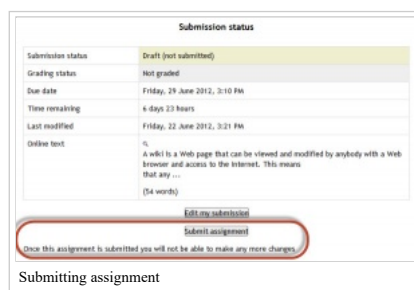 Submission status
Submission status Draft (not submitted)
Grading status Not graded
Due date Friday, 29 June 2012, 3:10 PM
Time remaining 6 days 23 hours
Last modified Friday, 22 June 2012, 3:21 PM
Online text
A wiki is a Web page that can be viewed and modified by anybody with a Web
browser and access to the Internet. This means
that any ...
(54 words)
Edit my submission
Submit assignment
Once this assignment is submitted you will not be able to make any more changes
Submitting assignment